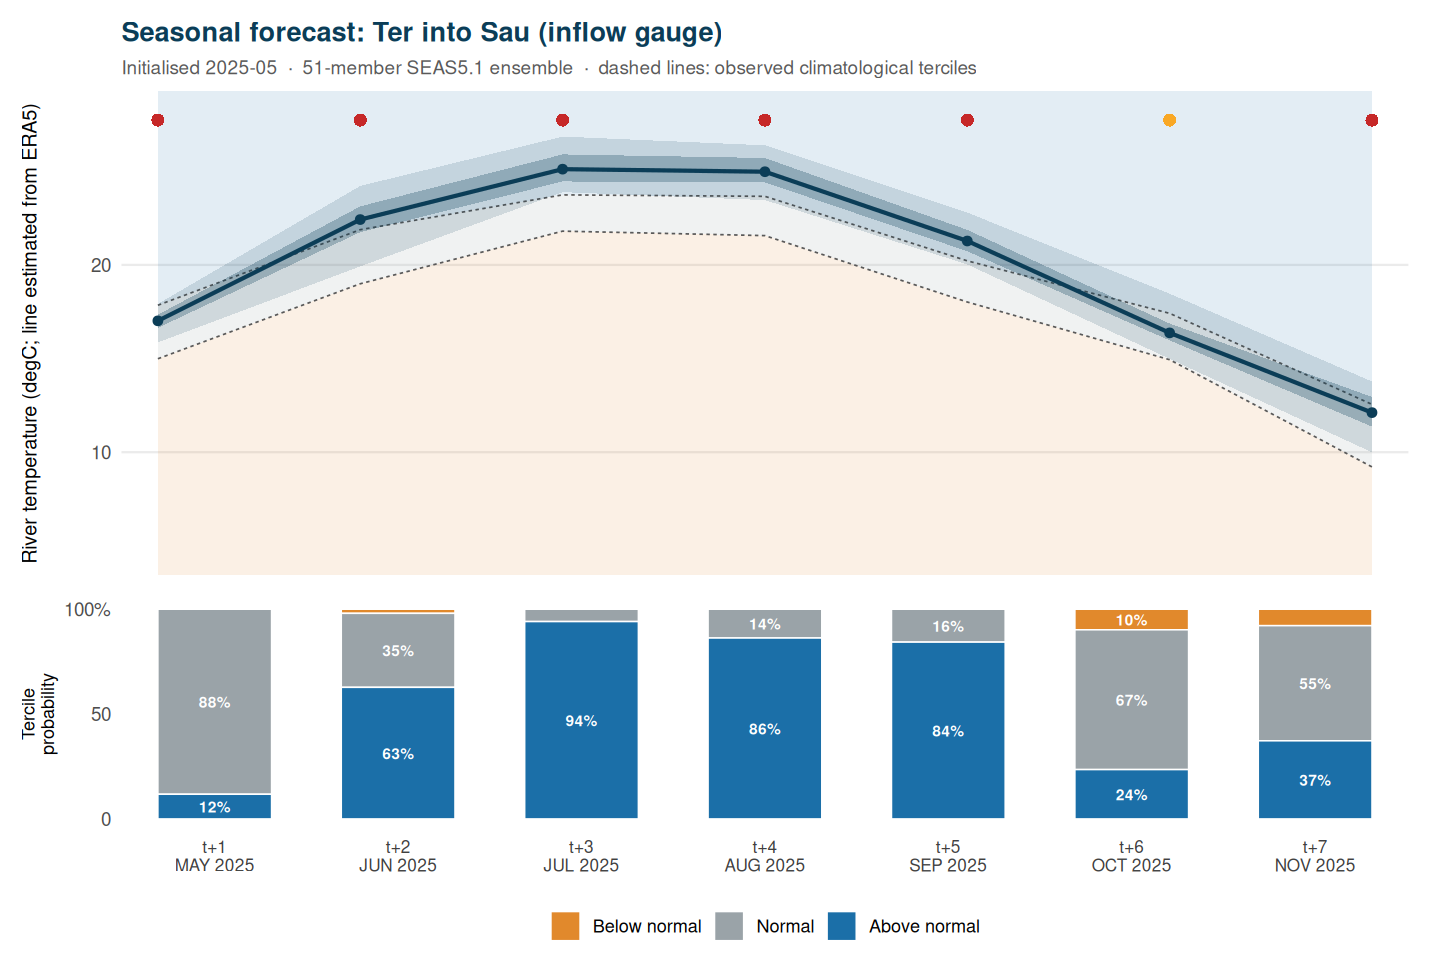 Seasonal forecast: Ter into Sau (inflow gauge)
Initialised 2025-05 · 51-member SEAS5.1 ensemble · dashed lines: observed climatological terciles
River temperature (degC; line estimated from ERA5)
20
10
Tercile
probability
100%
50
0
88%
12%
35%
63%
94%
14%
86%
16%
84%
10%
67%
24%
55%
37%
t+1
MAY 2025
t+2
JUN 2025
t+3
JUL 2025
t+4
AUG 2025
t+5
SEP 2025
t+6
OCT 2025
t+7
NOV 2025
Below normal
Normal
Above normal